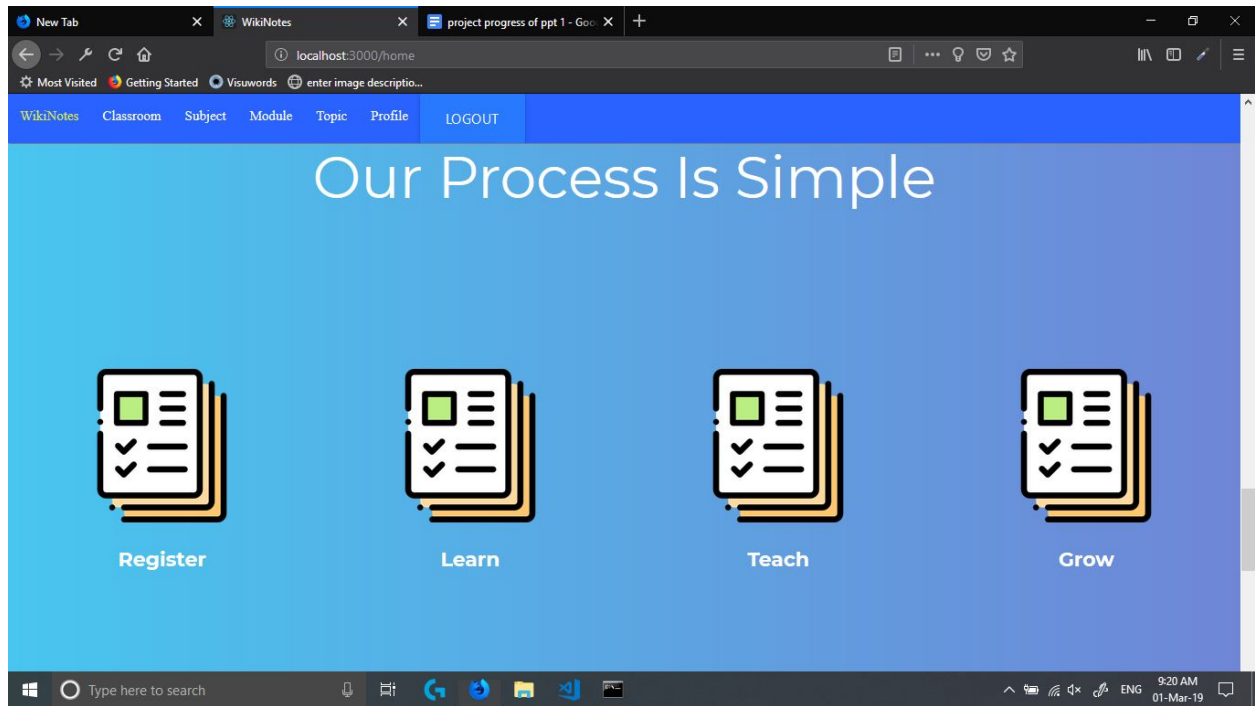 New Tab
WikiNotes
project progress of ppt 1 - Goo
localhost:3000/home
Most Visited Getting Started Visuwords enter image descriptio...
WikiNotes Classroom Subject Module Topic Profile LOGOUT
Our Process Is Simple
Register Learn Teach Grow
Type here to search
ENG
9:20 AM
01-Mar-19